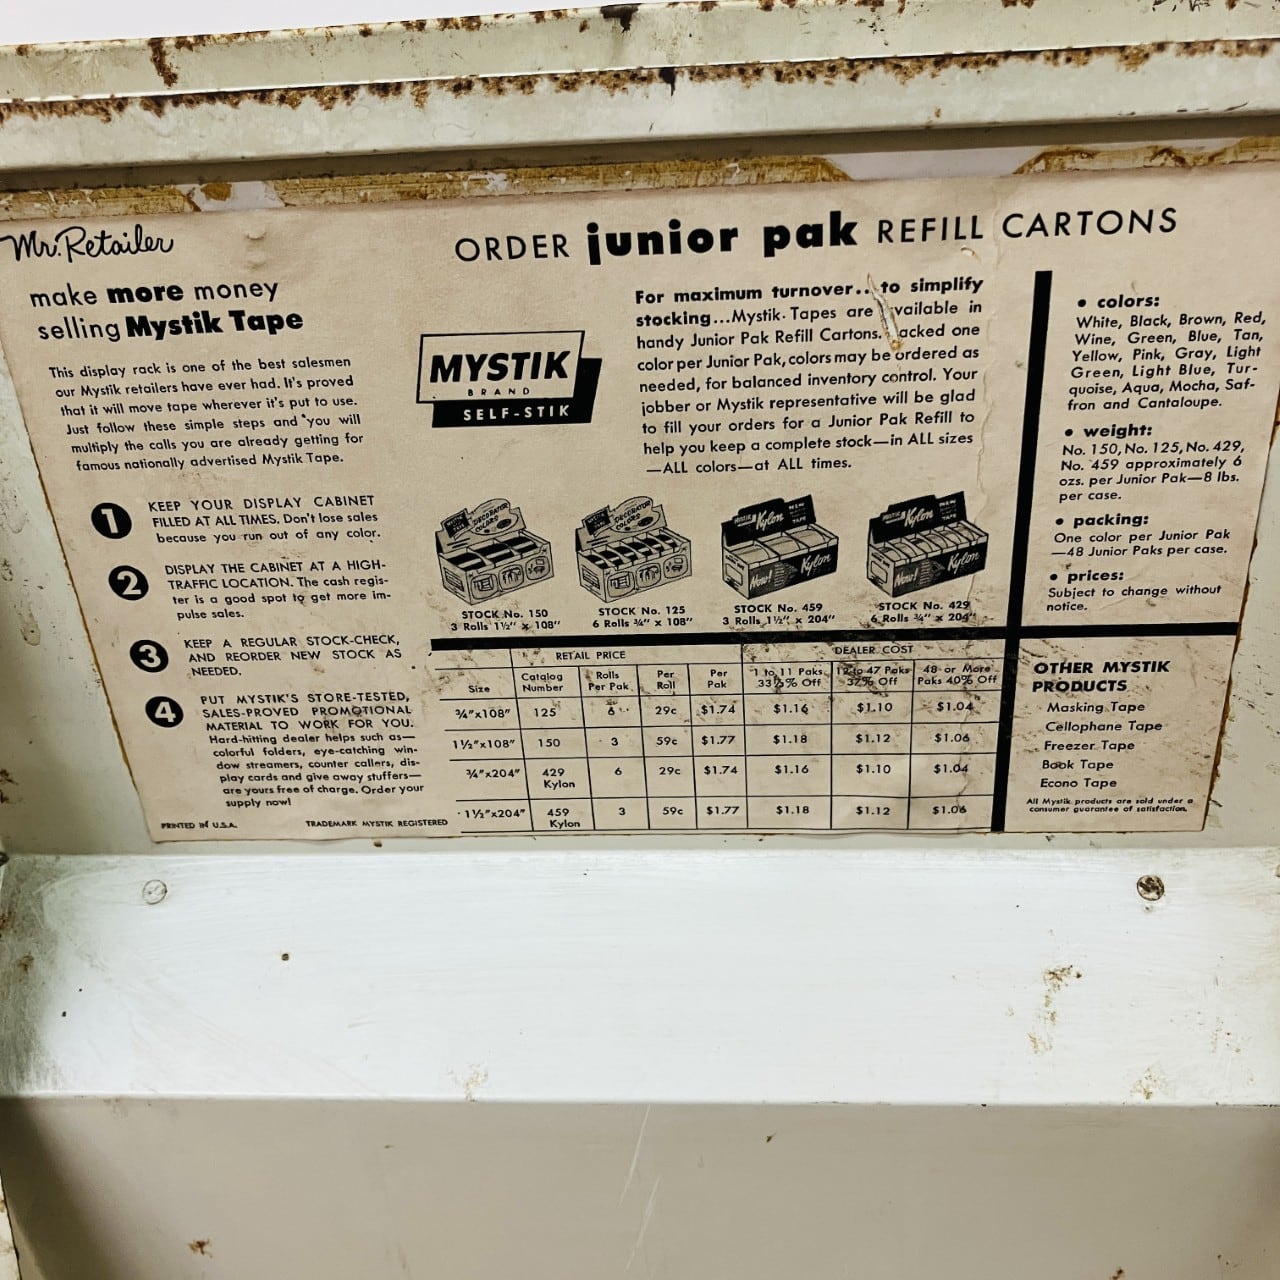 Mr. Retailer
make more money
selling Mystik Tape
This display rack is one of the best salesmen
our Mystik retailers have ever had. It's proved
that it will move tape wherever it's put to use.
Just follow these simple steps and you will
multiply the calls you are already getting for
famous nationally advertised Mystik Tape.
1 KEEP YOUR DISPLAY CABINET
FILLED AT ALL TIMES. Don't lose sales
because you run out of any color.
2 DISPLAY THE CABINET AT A HIGH-
TRAFFIC LOCATION. The cash regis-
ter is a good spot to get more im-
pulse sales.
3 KEEP A REGULAR STOCK-CHECK,
AND REORDER NEW STOCK AS
NEEDED.
4 PUT MYSTIK'S STORE-TESTED,
SALES-PROVED PROMOTIONAL
MATERIAL TO WORK FOR YOU.
Hard-hitting dealer helps such as—
colorful folders, eye-catching win-
dow streamers, counter callers, dis-
play cards and give away stuffers—
are yours free of charge. Order your
supply now!
PRINTED IN U.S.A. TRADEMARK MYSTIK REGISTERED
ORDER junior pak REFILL CARTONS
MYSTIK
BRAND
SELF-STIK
For maximum turnover...to simplify
stocking...Mystik Tapes are vailable in
handy Junior Pak Refill Cartons. acked one
color per Junior Pak, colors may be ordered as
needed, for balanced inventory control. Your
jobber or Mystik representative will be glad
to fill your orders for a Junior Pak Refill to
help you keep a complete stock—in ALL sizes
—ALL colors—at ALL times.
DECORATOR COLORS
DECORATOR COLORS
MYSTIK Kylon TAPE
Now! Kylon
MYSTIK Kylon TAPE
Now! Kylon
STOCK No. 150
3 Rolls 1½" x 108"
STOCK No. 125
6 Rolls ¾" x 108"
STOCK No. 459
3 Rolls 1½" x 204"
STOCK No. 429
6 Rolls ¾" x 204"
RETAIL PRICE DEALER COST
Size Catalog Number Rolls Per Pak Per Roll Per Pak 1 to 11 Paks 33⅓% Off 12 to 47 Paks 37% Off 48 or More Paks 40% Off
¾"x108" 125 6 29c $1.74 $1.16 $1.10 $1.04
1½"x108" 150 3 59c $1.77 $1.18 $1.12 $1.06
¾"x204" 429 Kylon 6 29c $1.74 $1.16 $1.10 $1.04
1½"x204" 459 Kylon 3 59c $1.77 $1.18 $1.12 $1.06
• colors:
White, Black, Brown, Red,
Wine, Green, Blue, Tan,
Yellow, Pink, Gray, Light
Green, Light Blue, Tur-
quoise, Aqua, Mocha, Saf-
fron and Cantaloupe.
• weight:
No. 150, No. 125, No. 429,
No. 459 approximately 6
ozs. per Junior Pak—8 lbs.
per case.
• packing:
One color per Junior Pak
—48 Junior Paks per case.
• prices:
Subject to change without
notice.
OTHER MYSTIK
PRODUCTS
Masking Tape
Cellophane Tape
Freezer Tape
Book Tape
Econo Tape
All Mystik products are sold under a
consumer guarantee of satisfaction.